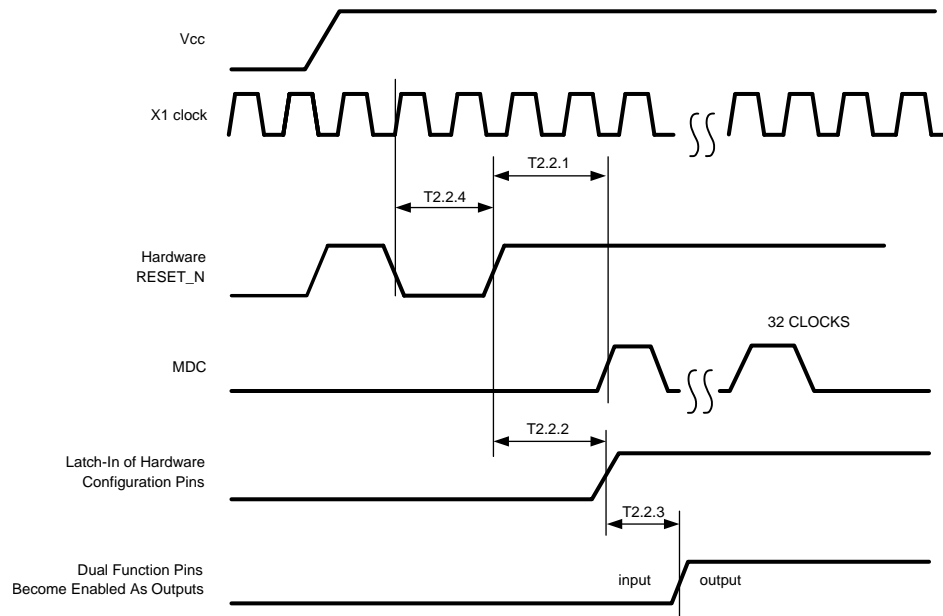 Vcc
X1 clock
T2.2.1
T2.2.4
Hardware
RESET_N
32 CLOCKS
MDC
T2.2.2
Latch-In of Hardware
Configuration Pins
T2.2.3
Dual Function Pins
Become Enabled As Outputs
input
output